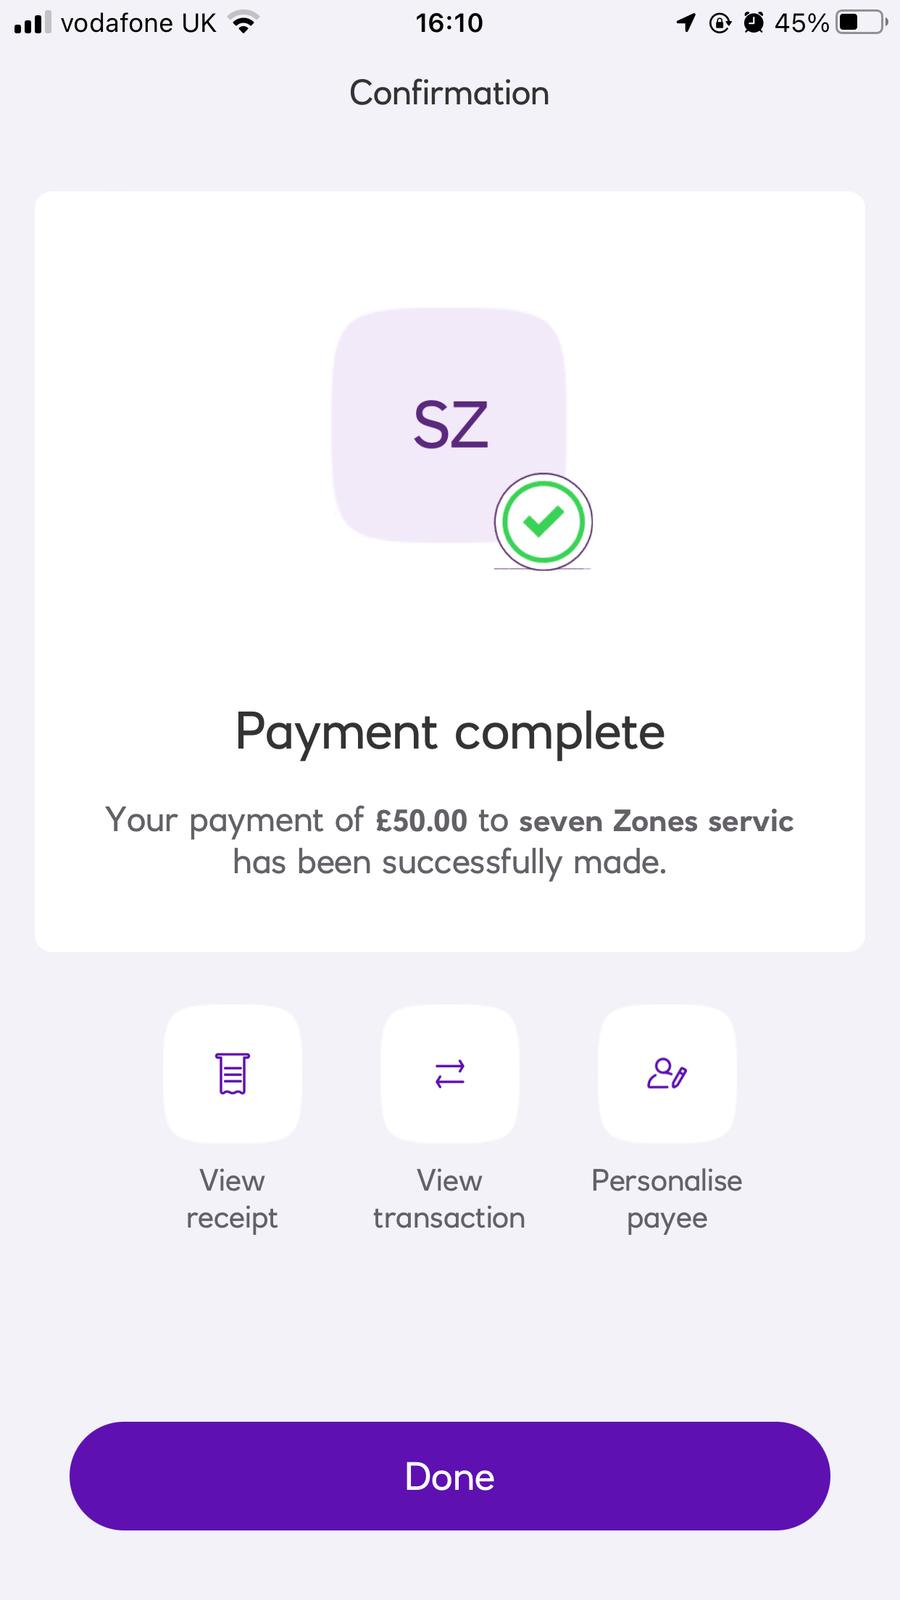 vodafone UK 16:10 45%
Confirmation
SZ
Payment complete
Your payment of £50.00 to seven Zones servic
has been successfully made.
View View Personalise
receipt transaction payee
Done